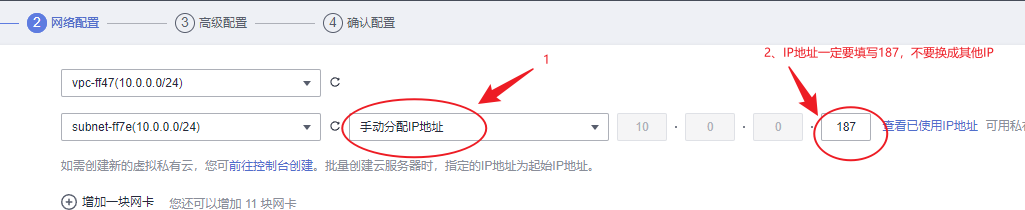 2 网络配置 3 高级配置 4 确认配置
1
2、IP地址一定要填写187，不要换成其他IP
vpc-ff47(10.0.0.0/24)
subnet-ff7e(10.0.0.0/24) 手动分配IP地址 10 · 0 · 0 · 187 查看已使用IP地址 可用私
如需创建新的虚拟私有云，您可前往控制台创建。批量创建云服务器时，指定的IP地址为起始IP地址。
增加一块网卡 您还可以增加 11 块网卡